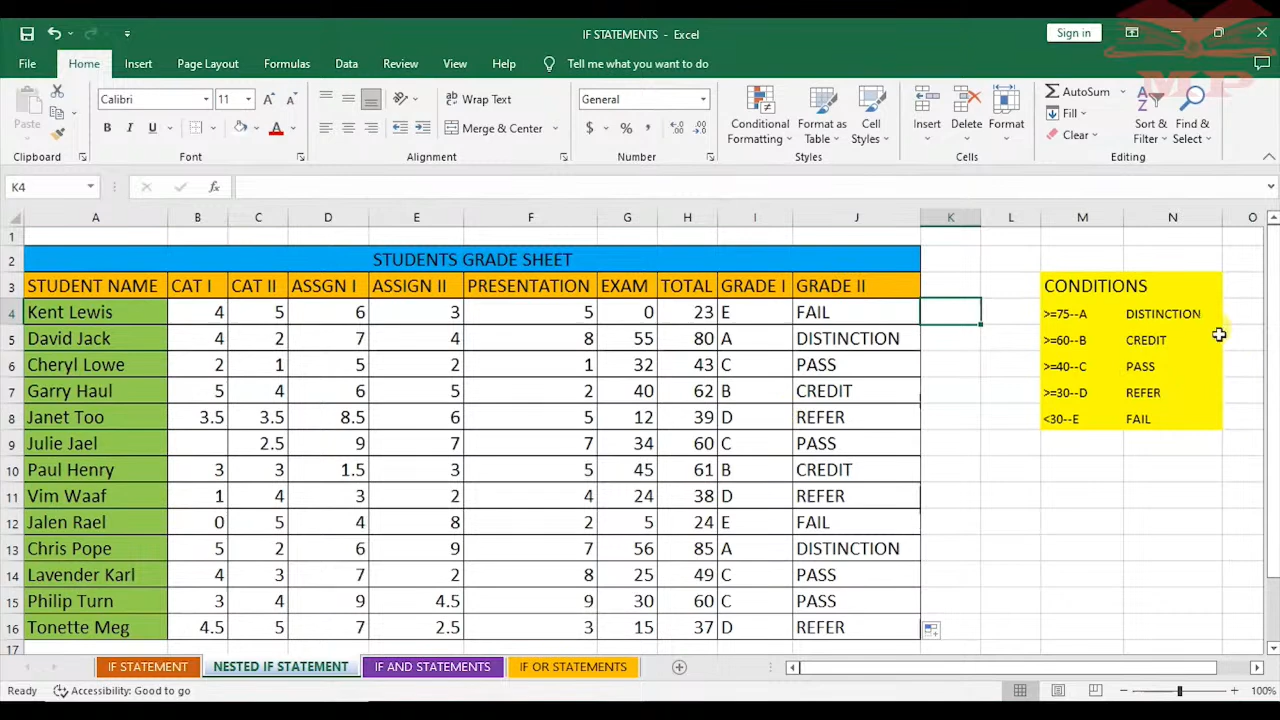 IF STATEMENTS - Excel
Sign in
File Home Insert Page Layout Formulas Data Review View Help Tell me what you want to do
Calibri 11 Wrap Text General AutoSum
Paste Merge & Center Conditional Formatting Format as Table Cell Styles Insert Delete Format Fill Clear Sort & Filter Find & Select
Clipboard Font Alignment Number Styles Cells Editing
MP
K4 fx
A B C D E F G H I J K L M N O
1
2 STUDENTS GRADE SHEET
3 STUDENT NAME CAT I CAT II ASSGN I ASSIGN II PRESENTATION EXAM TOTAL GRADE I GRADE II CONDITIONS
4 Kent Lewis 4 5 6 3 5 0 23 E FAIL >=75--A DISTINCTION
5 David Jack 4 2 7 4 8 55 80 A DISTINCTION >=60--B CREDIT
6 Cheryl Lowe 2 1 5 2 1 32 43 C PASS >=40--C PASS
7 Garry Haul 5 4 6 5 2 40 62 B CREDIT >=30--D REFER
8 Janet Too 3.5 3.5 8.5 6 5 12 39 D REFER <30--E FAIL
9 Julie Jael 2.5 9 7 7 34 60 C PASS
10 Paul Henry 3 3 1.5 3 5 45 61 B CREDIT
11 Vim Waaf 1 4 3 2 4 24 38 D REFER
12 Jalen Rael 0 5 4 8 2 5 24 E FAIL
13 Chris Pope 5 2 6 9 7 56 85 A DISTINCTION
14 Lavender Karl 4 3 7 2 8 25 49 C PASS
15 Philip Turn 3 4 9 4.5 9 30 60 C PASS
16 Tonette Meg 4.5 5 7 2.5 3 15 37 D REFER
17
IF STATEMENT NESTED IF STATEMENT IF AND STATEMENTS IF OR STATEMENTS
Ready Accessibility: Good to go 100%